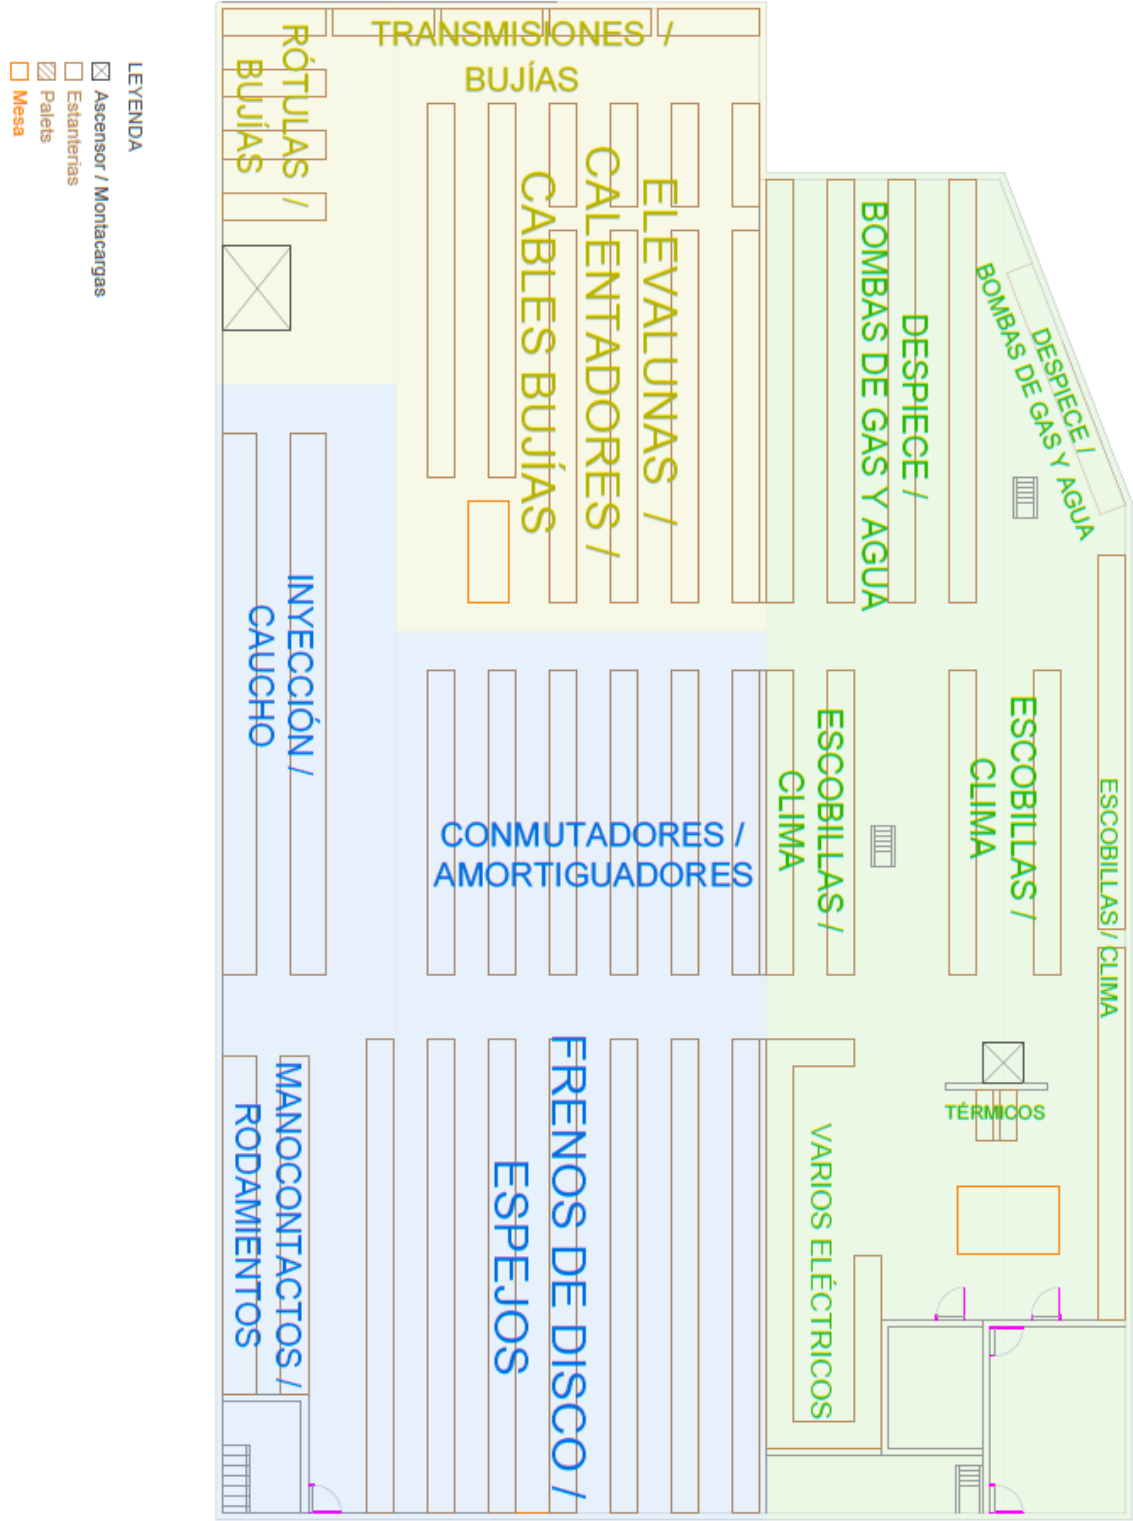 LEYENDA
Ascensor / Montacargas
Estanterias
Palets
Mesa
TRANSMISIONES /
BUJÍAS
RÓTULAS /
BUJÍAS
ELEVALUNAS /
CALENTADORES /
CABLES BUJÍAS
DESPIECE /
BOMBAS DE GAS Y AGUA
DESPIECE /
BOMBAS DE GAS Y AGUA
INYECCIÓN /
CAUCHO
CONMUTADORES /
AMORTIGUADORES
ESCOBILLAS /
CLIMA
ESCOBILLAS /
CLIMA
ESCOBILLAS / CLIMA
MANOCONTACTOS /
RODAMIENTOS
FRENOS DE DISCO /
ESPEJOS
VARIOS ELÉCTRICOS
TÉRMICOS